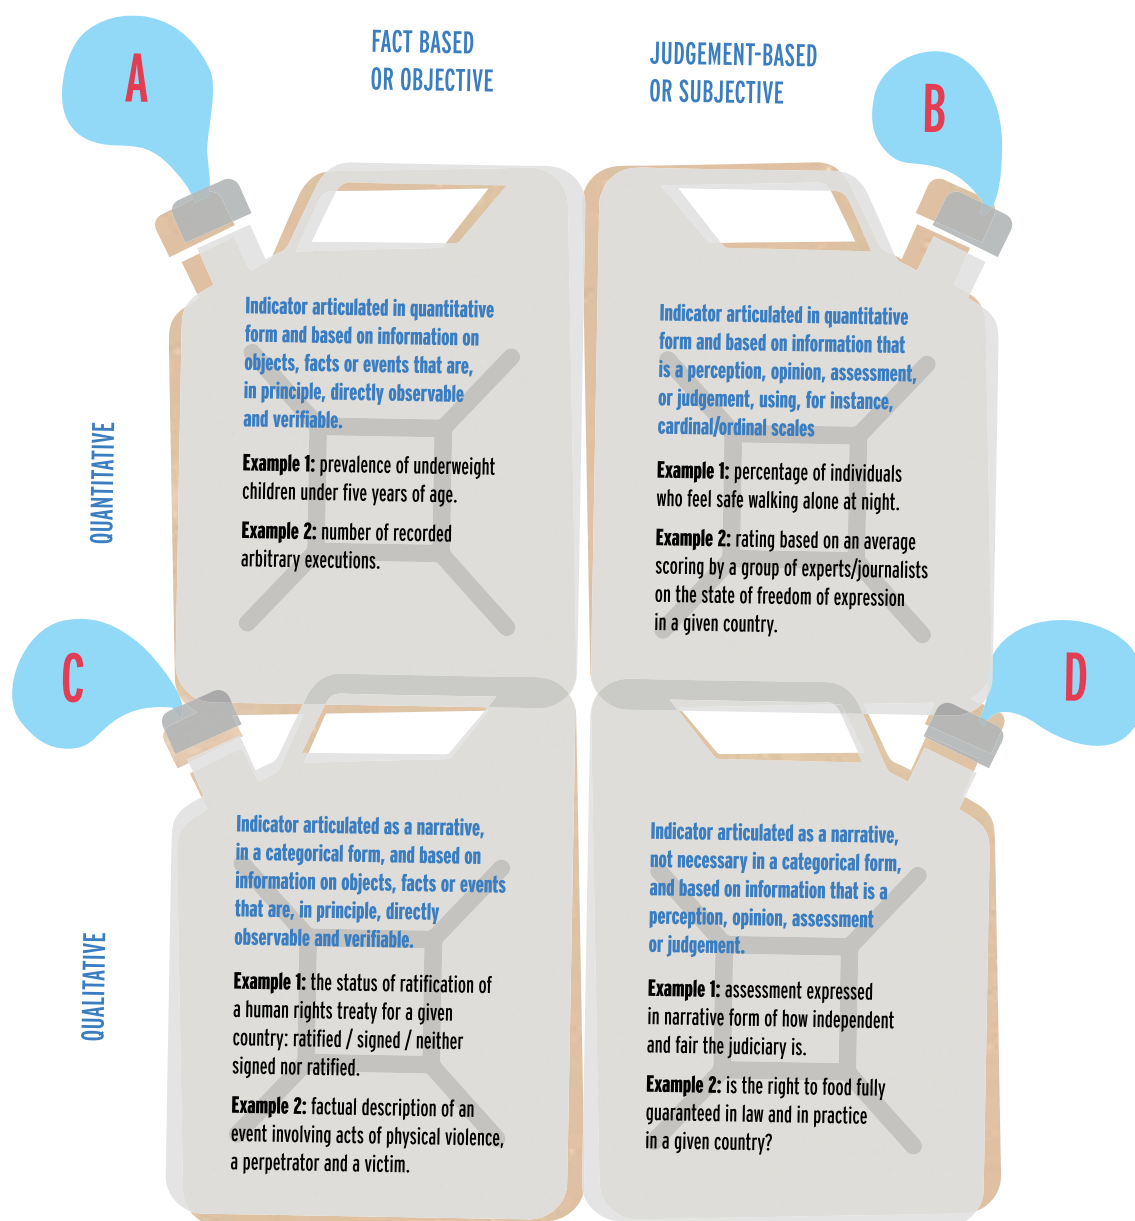 FACT BASED
OR OBJECTIVE
JUDGEMENT-BASED
OR SUBJECTIVE
A
B
QUANTITATIVE
Indicator articulated in quantitative
form and based on information on
objects, facts or events that are,
in principle, directly observable
and verifiable.
Example 1: prevalence of underweight
children under five years of age.
Example 2: number of recorded
arbitrary executions.
Indicator articulated in quantitative
form and based on information that
is a perception, opinion, assessment,
or judgement, using, for instance,
cardinal/ordinal scales
Example 1: percentage of individuals
who feel safe walking alone at night.
Example 2: rating based on an average
scoring by a group of experts/journalists
on the state of freedom of expression
in a given country.
C
D
QUALITATIVE
Indicator articulated as a narrative,
in a categorical form, and based on
information on objects, facts or events
that are, in principle, directly
observable and verifiable.
Example 1: the status of ratification of
a human rights treaty for a given
country: ratified / signed / neither
signed nor ratified.
Example 2: factual description of an
event involving acts of physical violence,
a perpetrator and a victim.
Indicator articulated as a narrative,
not necessary in a categorical form,
and based on information that is a
perception, opinion, assessment
or judgement.
Example 1: assessment expressed
in narrative form of how independent
and fair the judiciary is.
Example 2: is the right to food fully
guaranteed in law and in practice
in a given country?